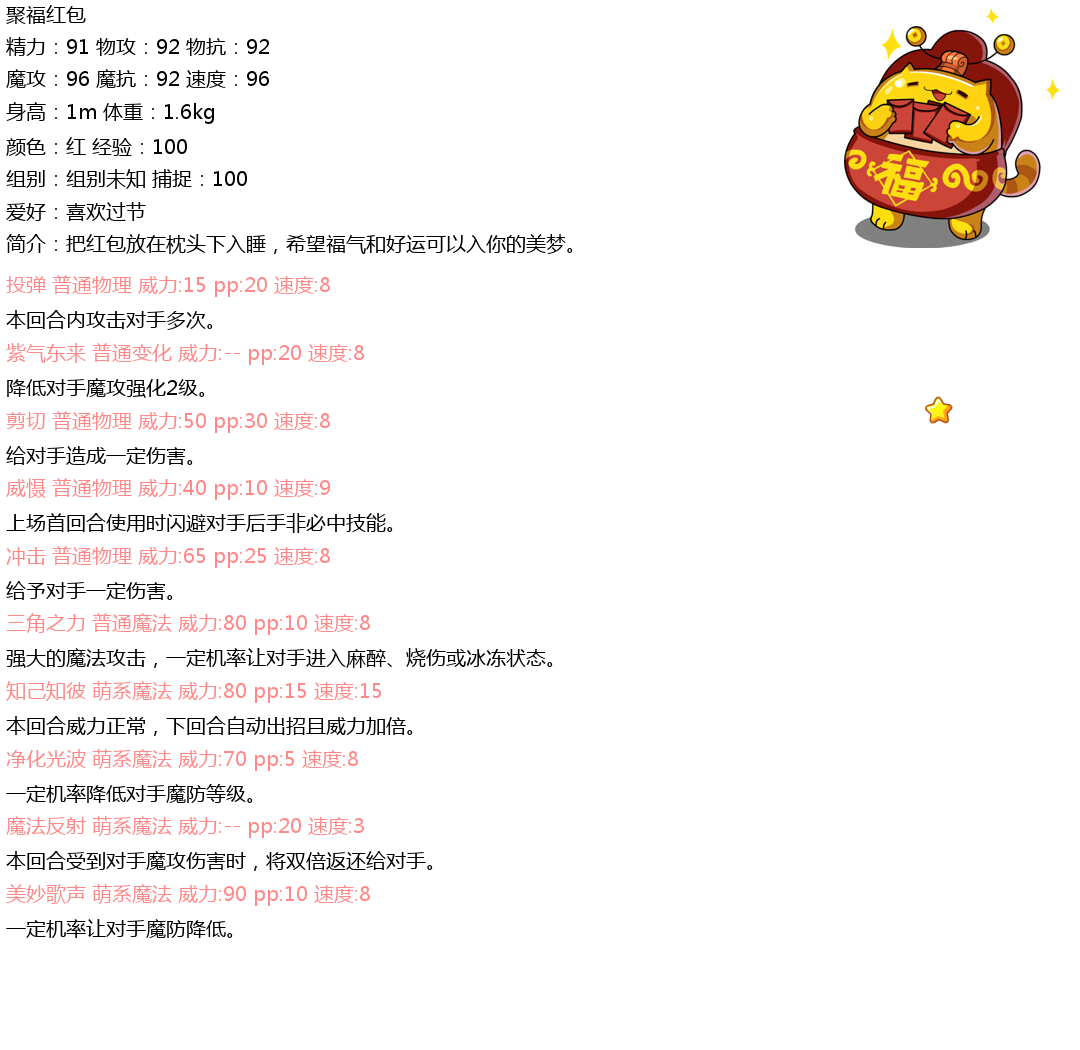 聚福红包
精力：91 物攻：92 物抗：92
魔攻：96 魔抗：92 速度：96
身高：1m 体重：1.6kg
颜色：红 经验：100
组别：组别未知 捕捉：100
爱好：喜欢过节
简介：把红包放在枕头下入睡，希望福气和好运可以入你的美梦。
福
投弹 普通物理 威力:15 pp:20 速度:8
本回合内攻击对手多次。
紫气东来 普通变化 威力:-- pp:20 速度:8
降低对手魔攻强化2级。
剪切 普通物理 威力:50 pp:30 速度:8
给对手造成一定伤害。
威慑 普通物理 威力:40 pp:10 速度:9
上场首回合使用时闪避对手后手非必中技能。
冲击 普通物理 威力:65 pp:25 速度:8
给予对手一定伤害。
三角之力 普通魔法 威力:80 pp:10 速度:8
强大的魔法攻击，一定机率让对手进入麻醉、烧伤或冰冻状态。
知己知彼 萌系魔法 威力:80 pp:15 速度:15
本回合威力正常，下回合自动出招且威力加倍。
净化光波 萌系魔法 威力:70 pp:5 速度:8
一定机率降低对手魔防等级。
魔法反射 萌系魔法 威力:-- pp:20 速度:3
本回合受到对手魔攻伤害时，将双倍返还给对手。
美妙歌声 萌系魔法 威力:90 pp:10 速度:8
一定机率让对手魔防降低。